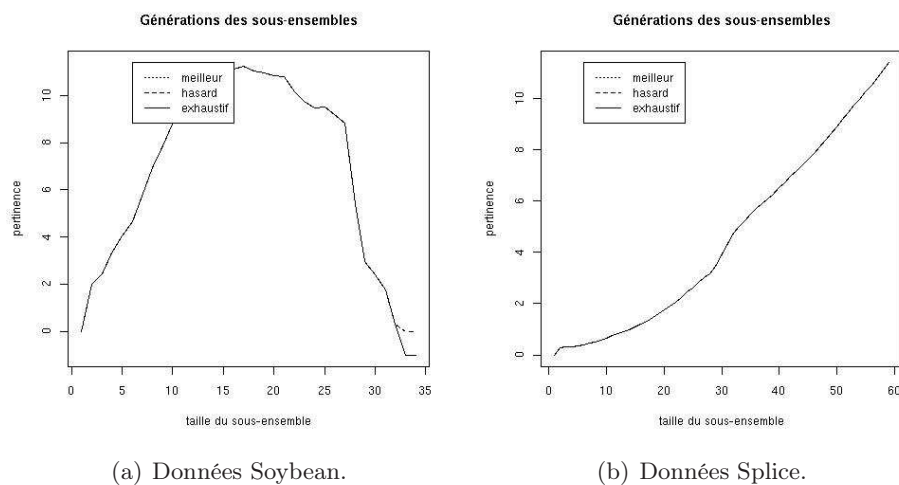 Générations des sous-ensembles
meilleur
hasard
exhaustif
pertinence
0 2 4 6 8 10
0 5 10 15 20 25 30 35
taille du sous-ensemble
(a) Données Soybean.
Générations des sous-ensembles
meilleur
hasard
exhaustif
pertinence
0 2 4 6 8 10
0 10 20 30 40 50 60
taille du sous-ensemble
(b) Données Splice.